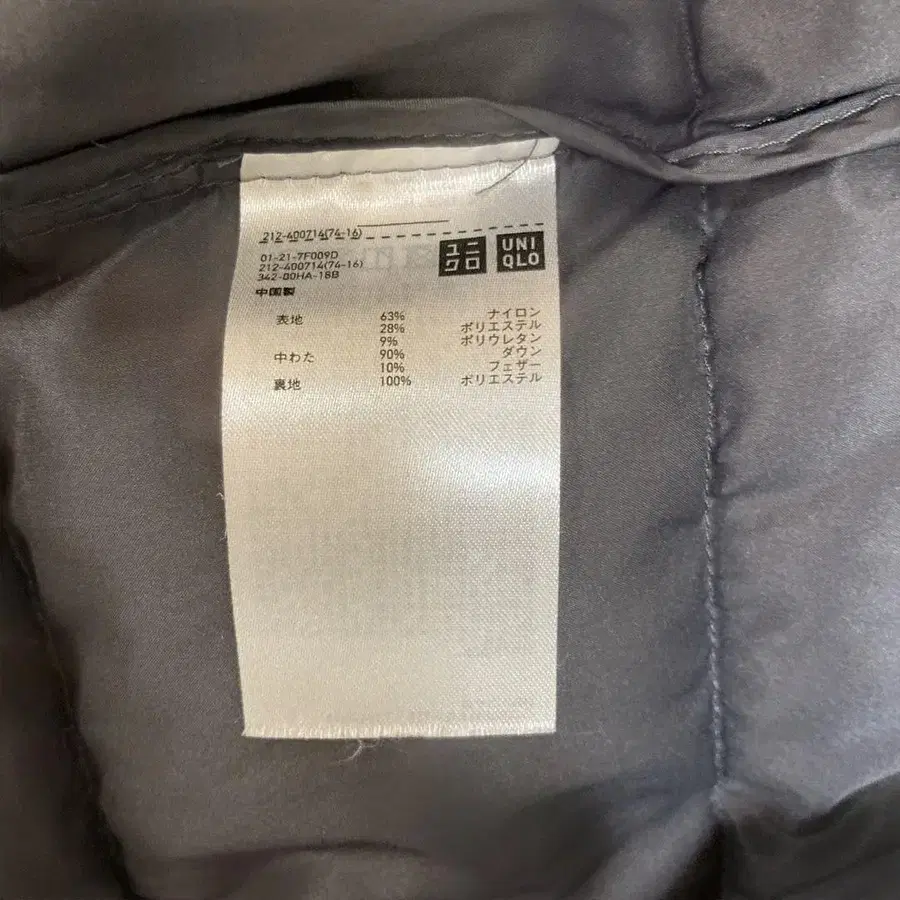 212-400714(74-16)
01-21-7F009D
212-400714(74-16)
342-00HA-18B
中国製
ユニ
クロ
UNI
QLO
表地 63% ナイロン
28% ポリエステル
9% ポリウレタン
中わた 90% ダウン
10% フェザー
裏地 100% ポリエステル